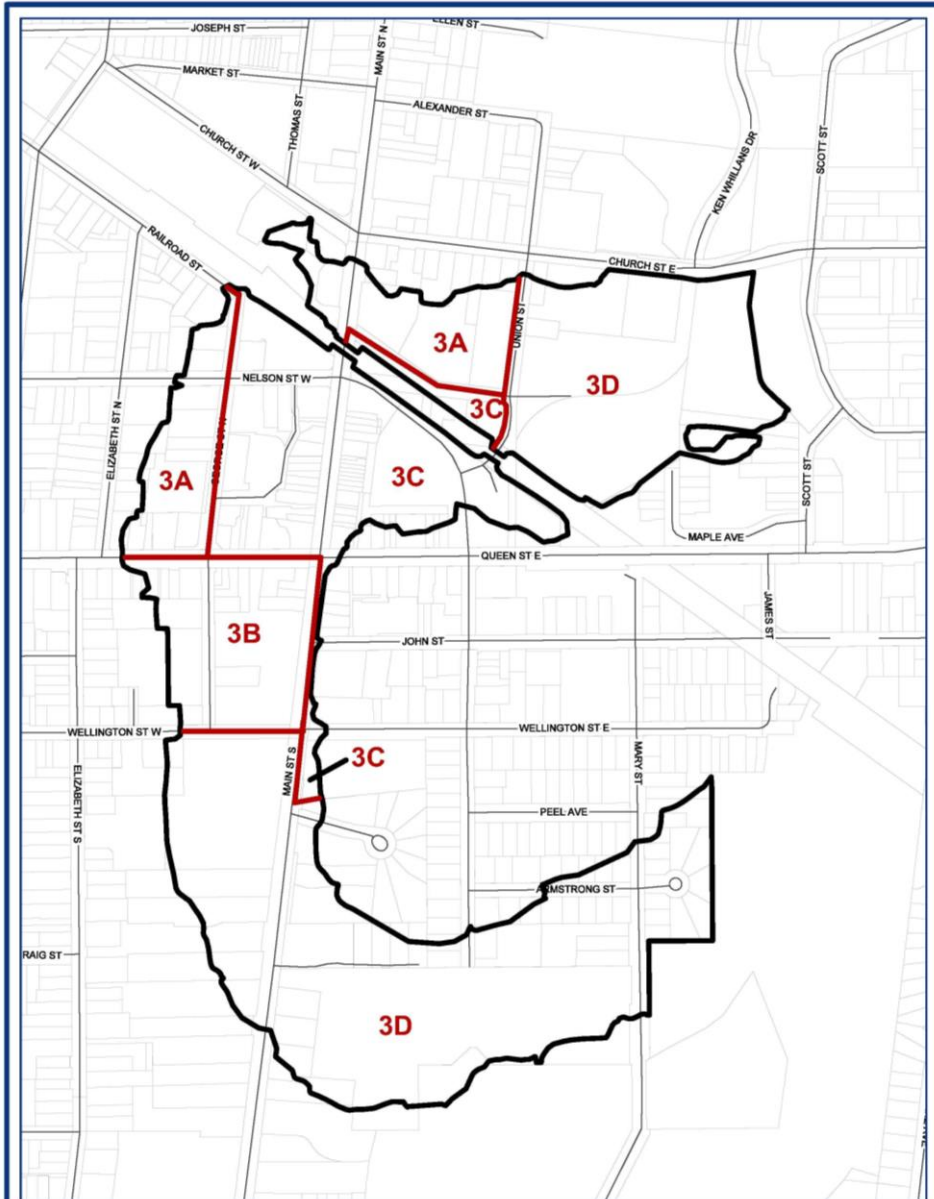 JOSEPH ST
MAIN ST N
ELLEN ST
MARKET ST
THOMAS ST
ALEXANDER ST
CHURCH ST W
SCOTT ST
KEN WHILLANS DR
RAILROAD ST
CHURCH ST E
UNION ST
3A
3D
NELSON ST W
3C
ELIZABETH ST N
3A
3C
SCOTT ST
MAPLE AVE
QUEEN ST E
JAMES ST
3B
JOHN ST
WELLINGTON ST W
WELLINGTON ST E
MAIN ST S
3C
MARY ST
ELIZABETH ST S
PEEL AVE
ARMSTRONG ST
RAIG ST
3D